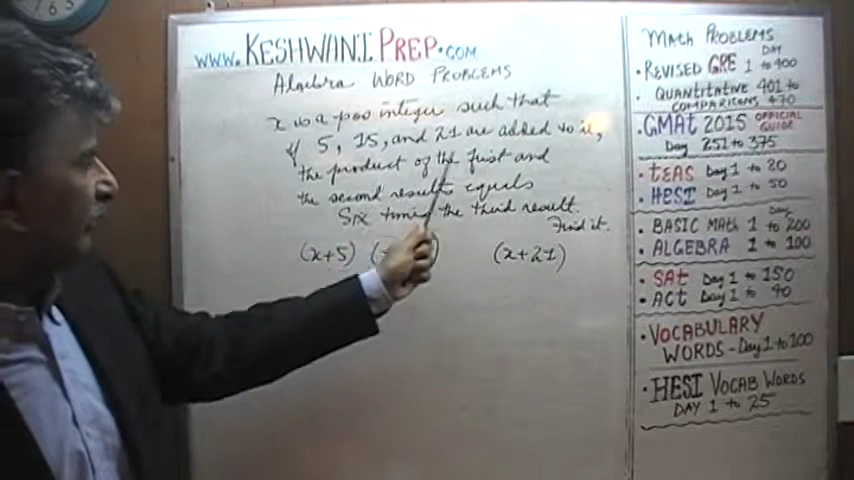 www.KESHWANIPREP.com
Algebra WORD PROBLEMS
x is a pos integer such that
if 5, 15, and 21 are added to it,
the product of the first and
the second results equals
Six times the third result.
Find it.
(x+5) (x+21)
MATH PROBLEMS
• REVISED GRE DAY 1 to 400
• QUANTITATIVE COMPARISONS 401 to 470
• GMAT 2015 OFFICIAL GUIDE
Day 251 to 375
• TEAS Day 1 to 20
• HESI Day 1 to 50
• BASIC MATH Day 1 to 200
• ALGEBRA 1 to 100
• SAT Day 1 to 150
• ACT Day 1 to 40
• VOCABULARY
WORDS - Day 1 to 100
• HESI VOCAB WORDS
DAY 1 to 25